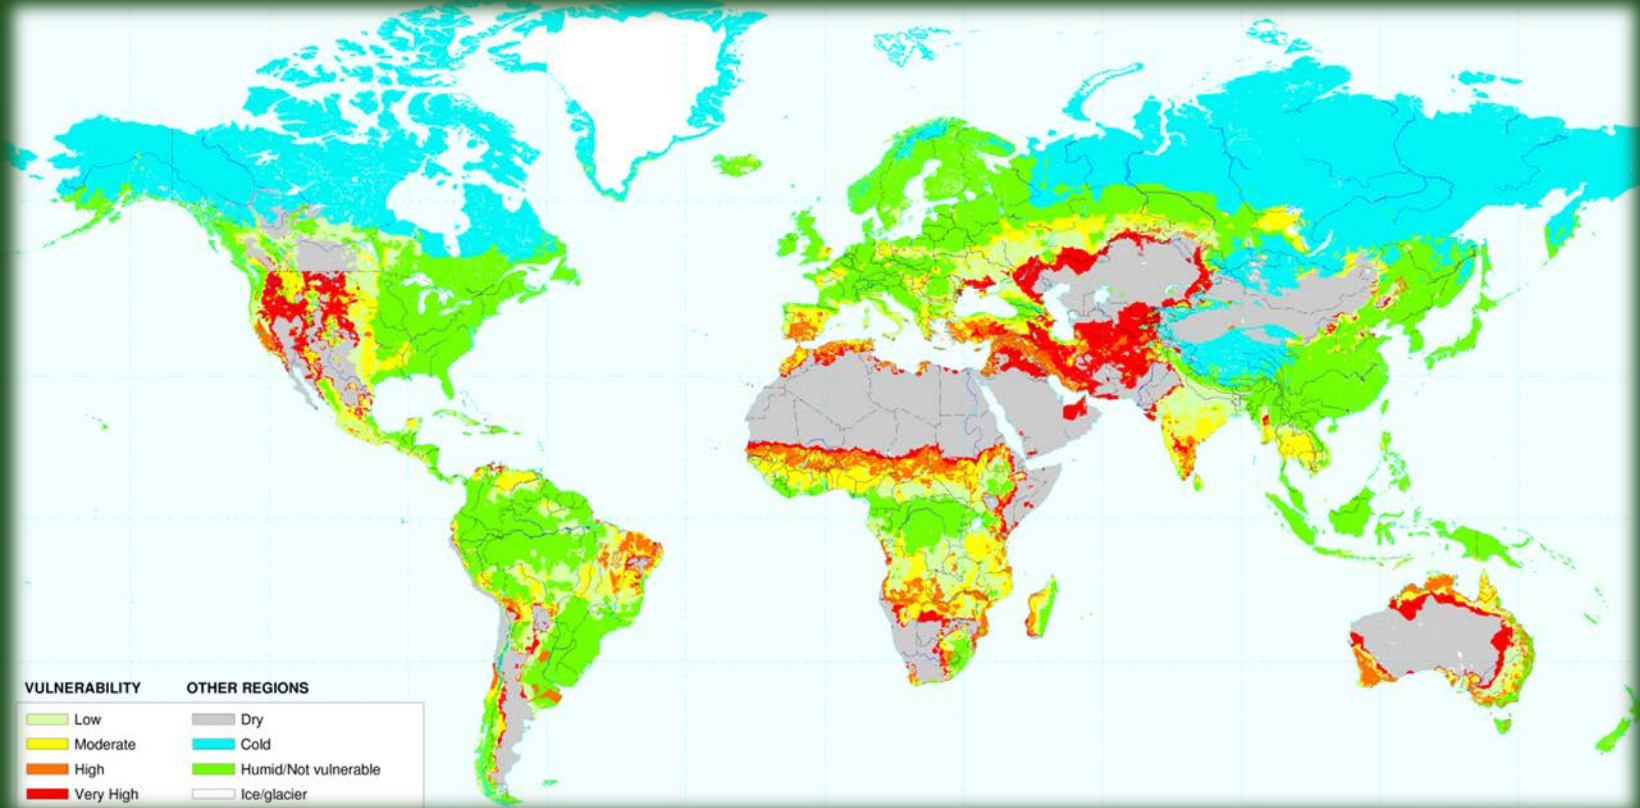 VULNERABILITY
OTHER REGIONS
Low
Moderate
High
Very High
Dry
Cold
Humid/Not vulnerable
Ice/glacier